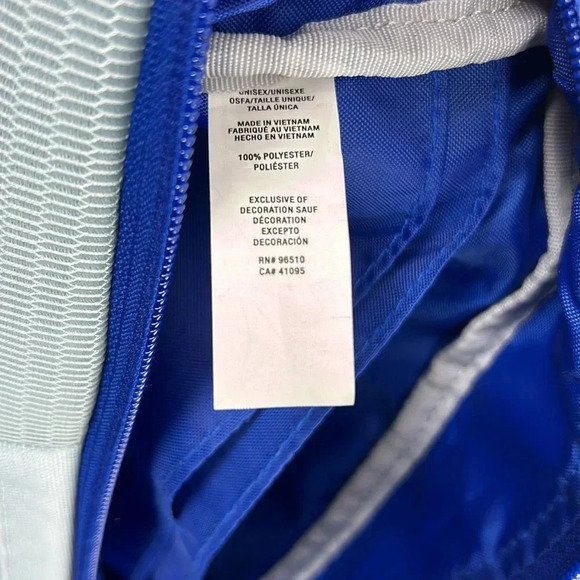 UNISEX/UNISEXE
OSFA/TAILLE UNIQUE/
TALLA ÚNICA
MADE IN VIETNAM
FABRIQUÉ AU VIETNAM
HECHO EN VIETNAM
100% POLYESTER/
POLIÉSTER
EXCLUSIVE OF
DECORATION SAUF
DÉCORATION
EXCEPTO
DECORACIÓN
RN# 96510
CA# 41095